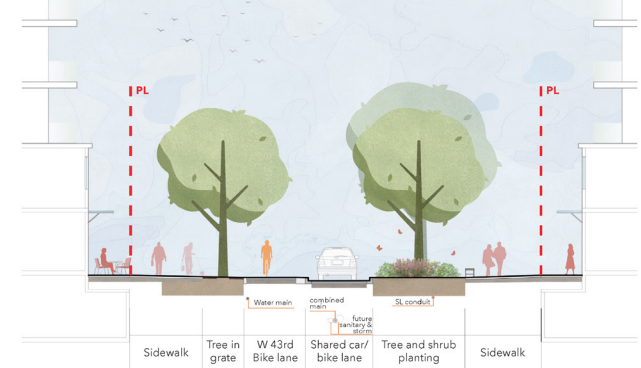 PL
PL
Water main
combined
main
future
sanitary &
storm
SL conduit
Sidewalk
Tree in
grate
W 43rd
Bike lane
Shared car/
bike lane
Tree and shrub
planting
Sidewalk